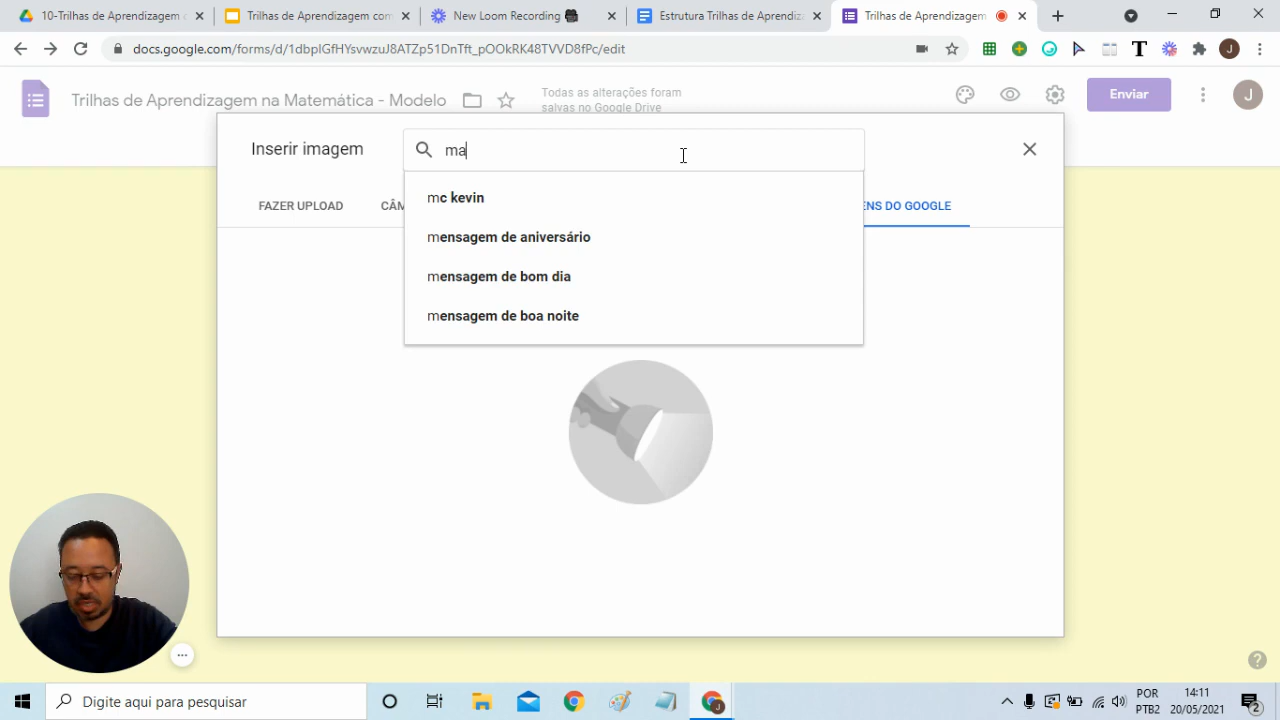 10-Trilhas de Aprendizagem
Trilhas de Aprendizagem com
New Loom Recording
Estrutura Trilhas de Aprendiza
Trilhas de Aprendizagem
docs.google.com/forms/d/1dbpIGfHYsvwzuJ8ATZp51DnTft_pOOkRK48TVVD8fPc/edit
T
J
Trilhas de Aprendizagem na Matemática - Modelo
Todas as alterações foram
salvas no Google Drive
Enviar
J
Inserir imagem
ma
FAZER UPLOAD
CÂM
ENS DO GOOGLE
mc kevin
mensagem de aniversário
mensagem de bom dia
mensagem de boa noite
Digite aqui para pesquisar
POR
PTB2
14:11
20/05/2021
2